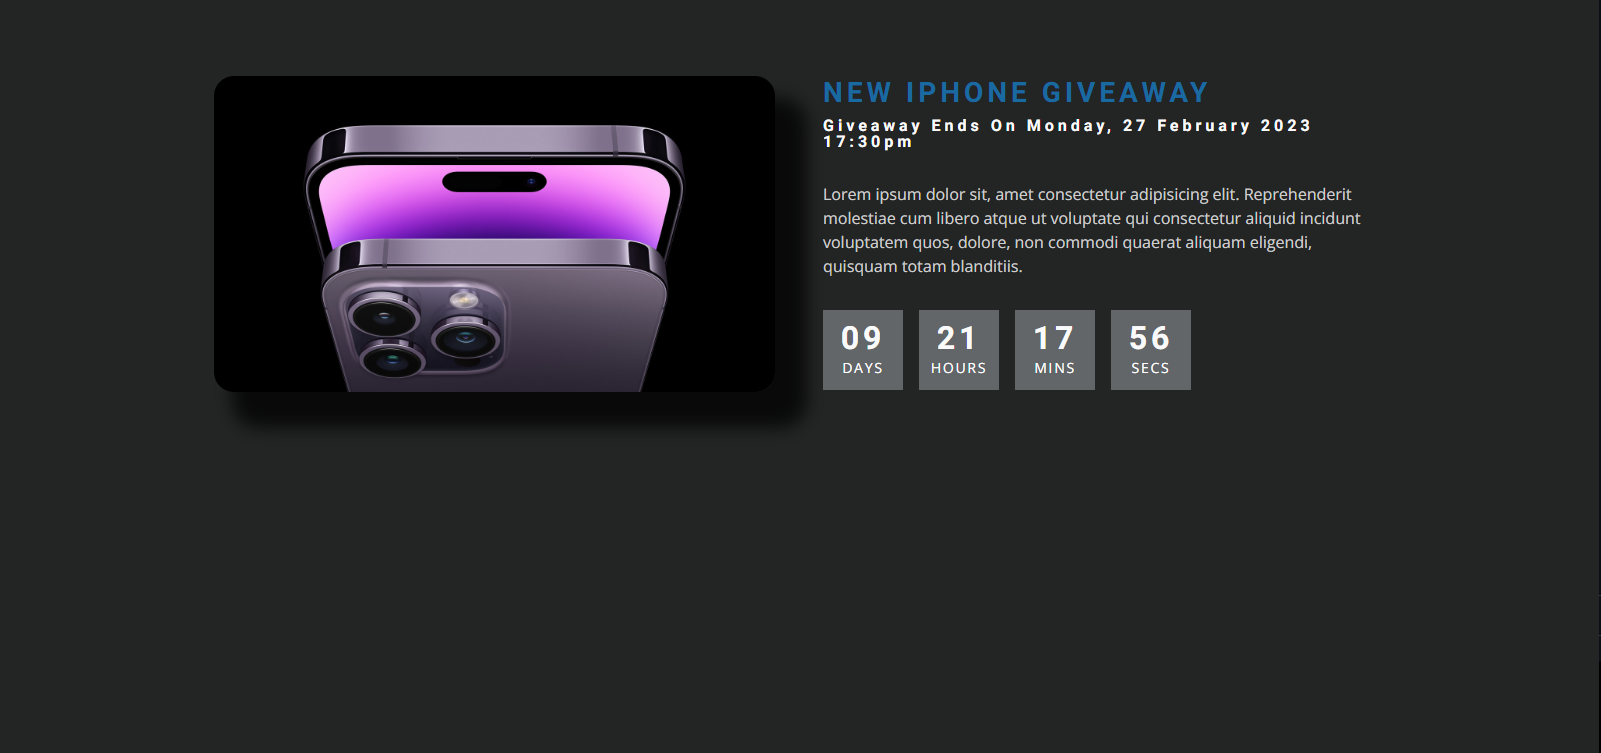 NEW IPHONE GIVEAWAY
Giveaway Ends On Monday, 27 February 2023
17:30pm
Lorem ipsum dolor sit, amet consectetur adipisicing elit. Reprehenderit
molestiae cum libero atque ut voluptate qui consectetur aliquid incidunt
voluptatem quos, dolore, non commodi quaerat aliquam eligendi,
quisquam totam blanditiis.
09 21 17 56
DAYS HOURS MINS SECS